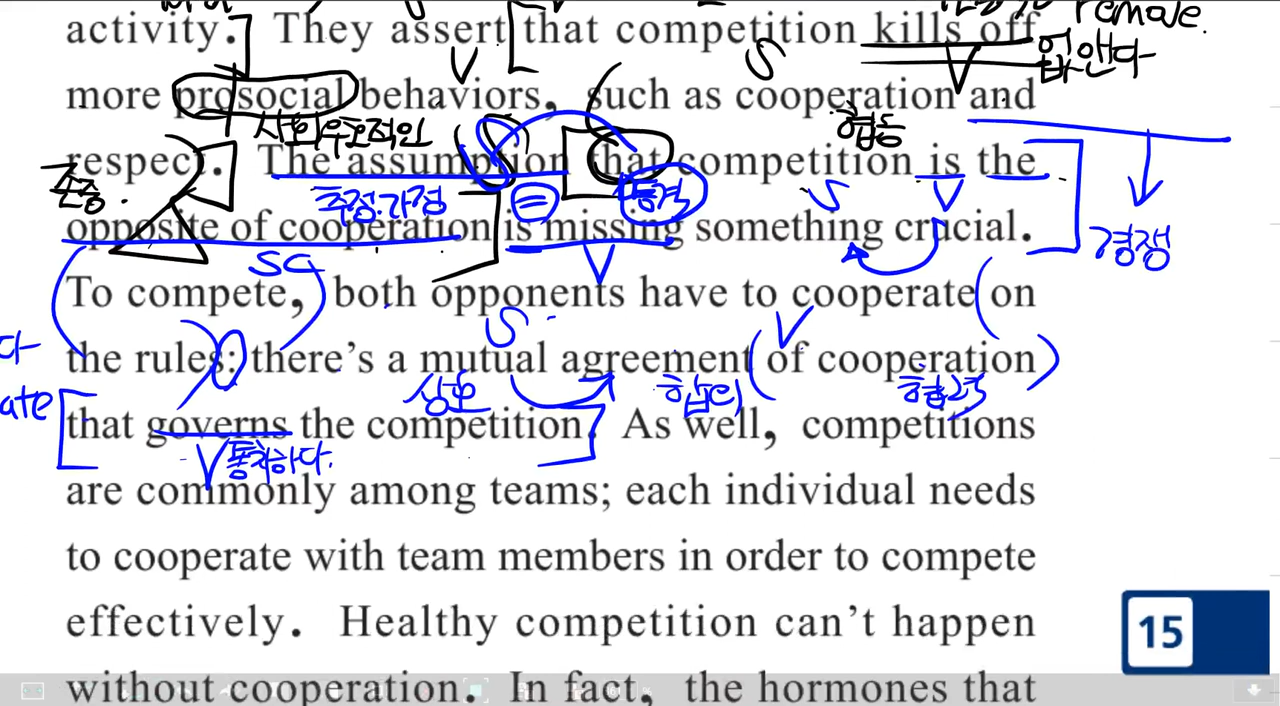 remale.
activity. They assert that competition kills off
업앤다
more prosocial behaviors, such as cooperation and
사회우호적인
협동
respect. The assumption that competition is the
존중.
추정.가정
=
동격
S
V
opposite of cooperation is missing something crucial.
경쟁
SC
V
To compete, both opponents have to cooperate on
S
V
다
the rules: there's a mutual agreement of cooperation
ate
상호
합의
협력
that governs the competition. As well, competitions
V
통치하다.
are commonly among teams; each individual needs
to cooperate with team members in order to compete
effectively. Healthy competition can't happen
15
without cooperation. In fact, the hormones that